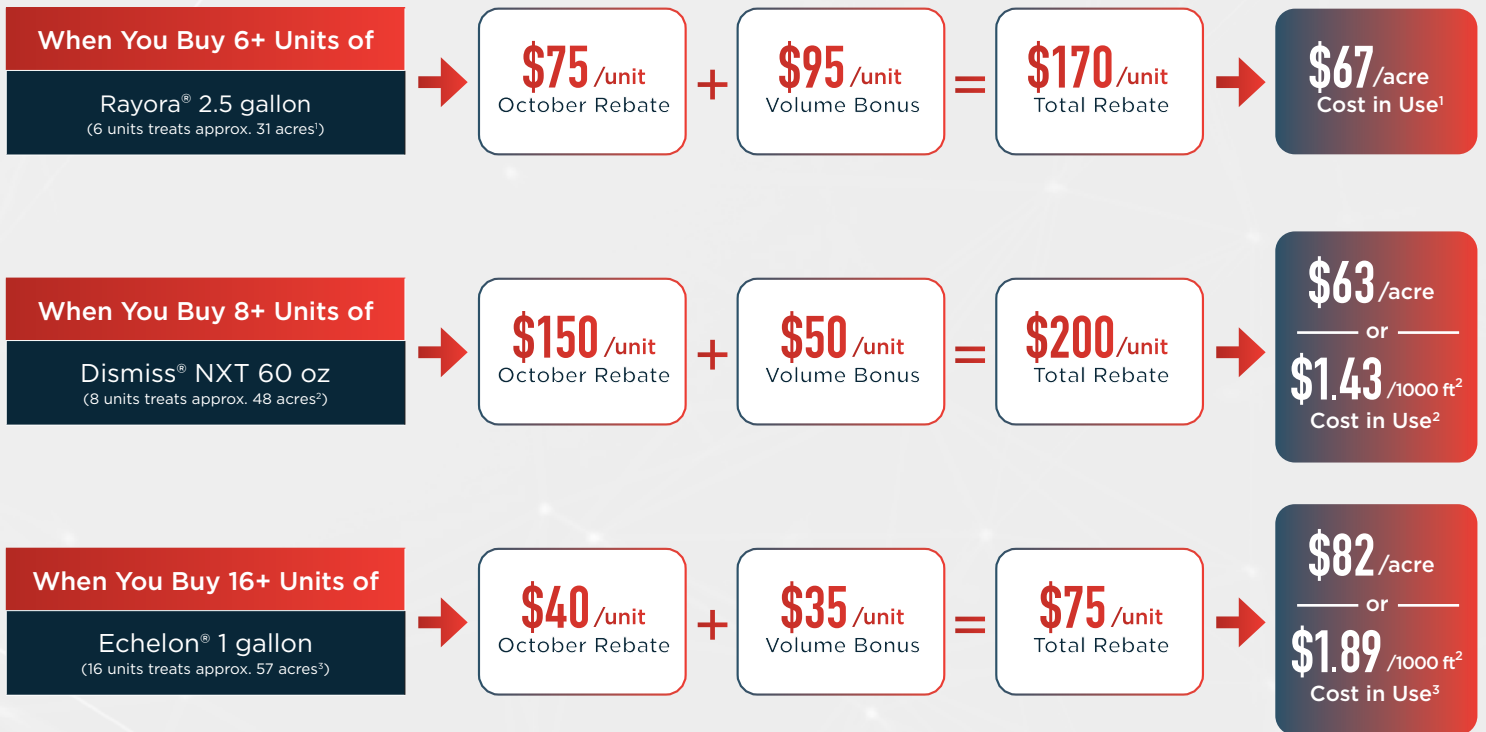 When You Buy 6+ Units of
Rayora® 2.5 gallon
(6 units treats approx. 31 acres¹)
$75 /unit
October Rebate
+
$95 /unit
Volume Bonus
=
$170 /unit
Total Rebate
$67 /acre
Cost in Use¹
When You Buy 8+ Units of
Dismiss® NXT 60 oz
(8 units treats approx. 48 acres²)
$150 /unit
October Rebate
+
$50 /unit
Volume Bonus
=
$200 /unit
Total Rebate
$63 /acre
or
$1.43 /1000 ft²
Cost in Use²
When You Buy 16+ Units of
Echelon® 1 gallon
(16 units treats approx. 57 acres³)
$40 /unit
October Rebate
+
$35 /unit
Volume Bonus
=
$75 /unit
Total Rebate
$82 /acre
or
$1.89 /1000 ft²
Cost in Use³